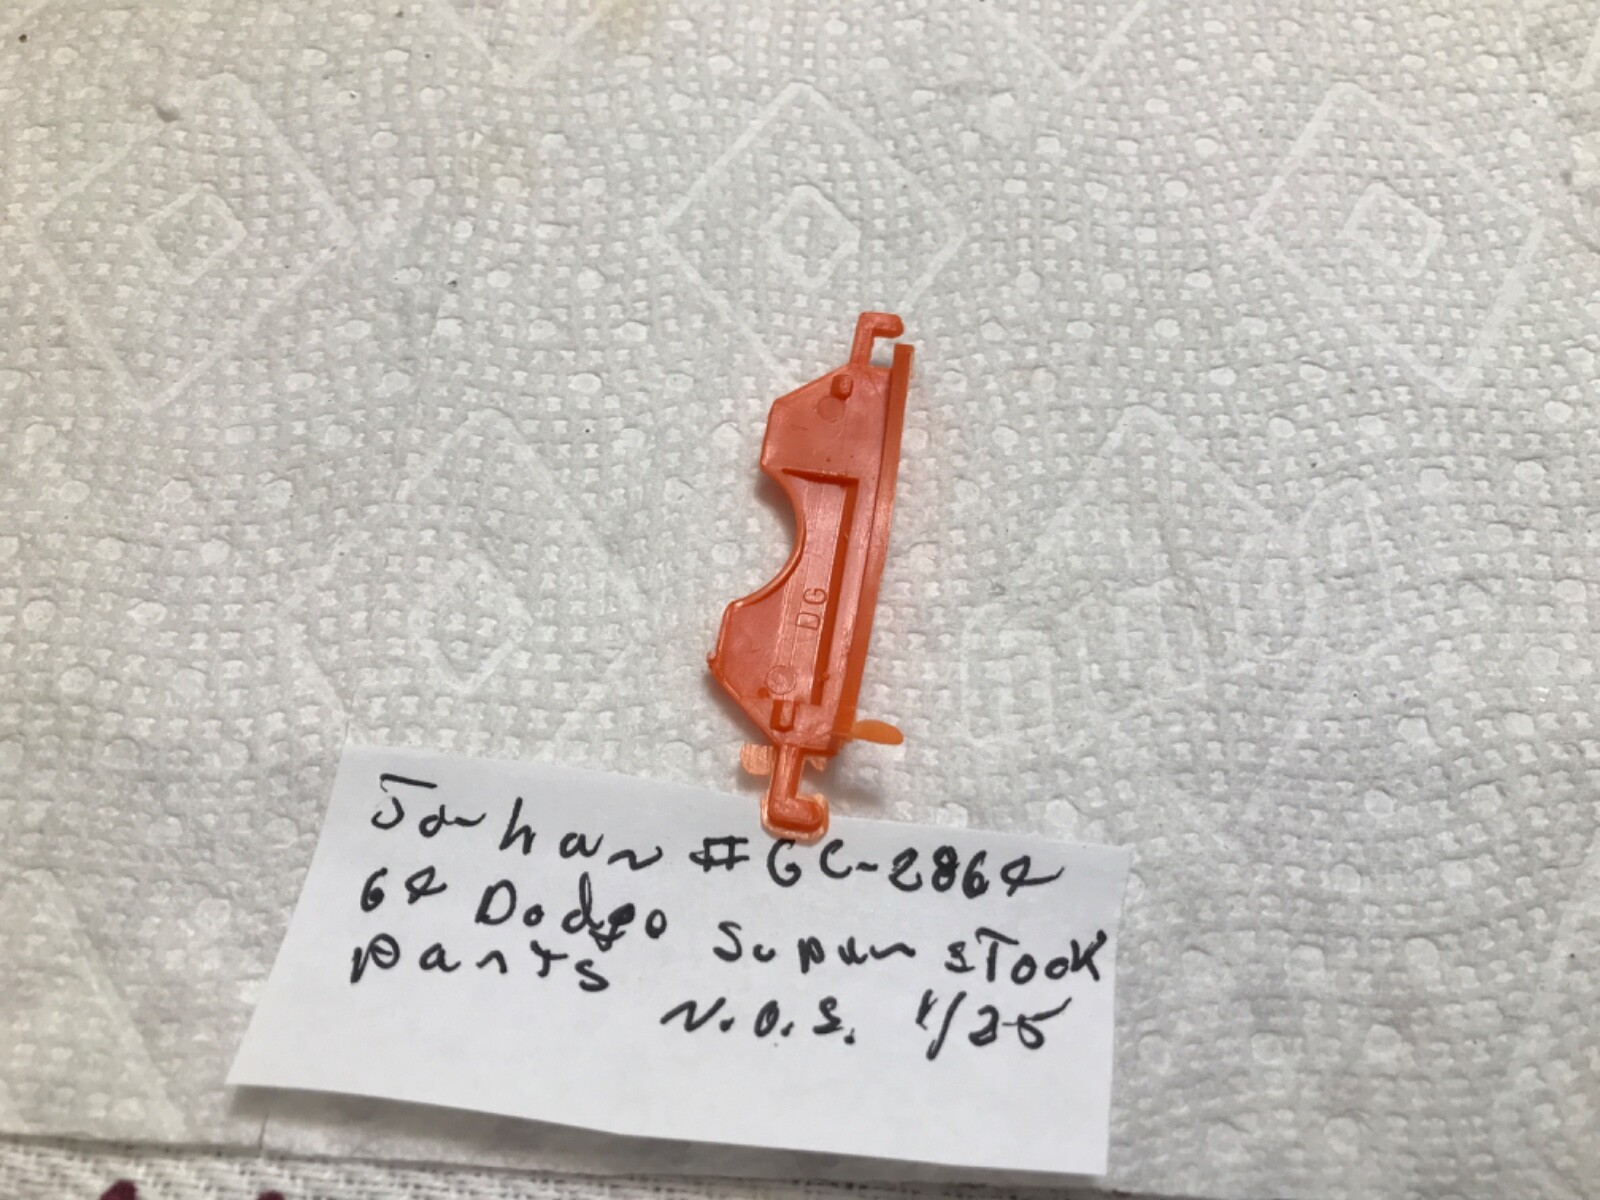 DG
Johan #GC-2864
64 Dodge Super stock
parts
N.O.S. 1/25